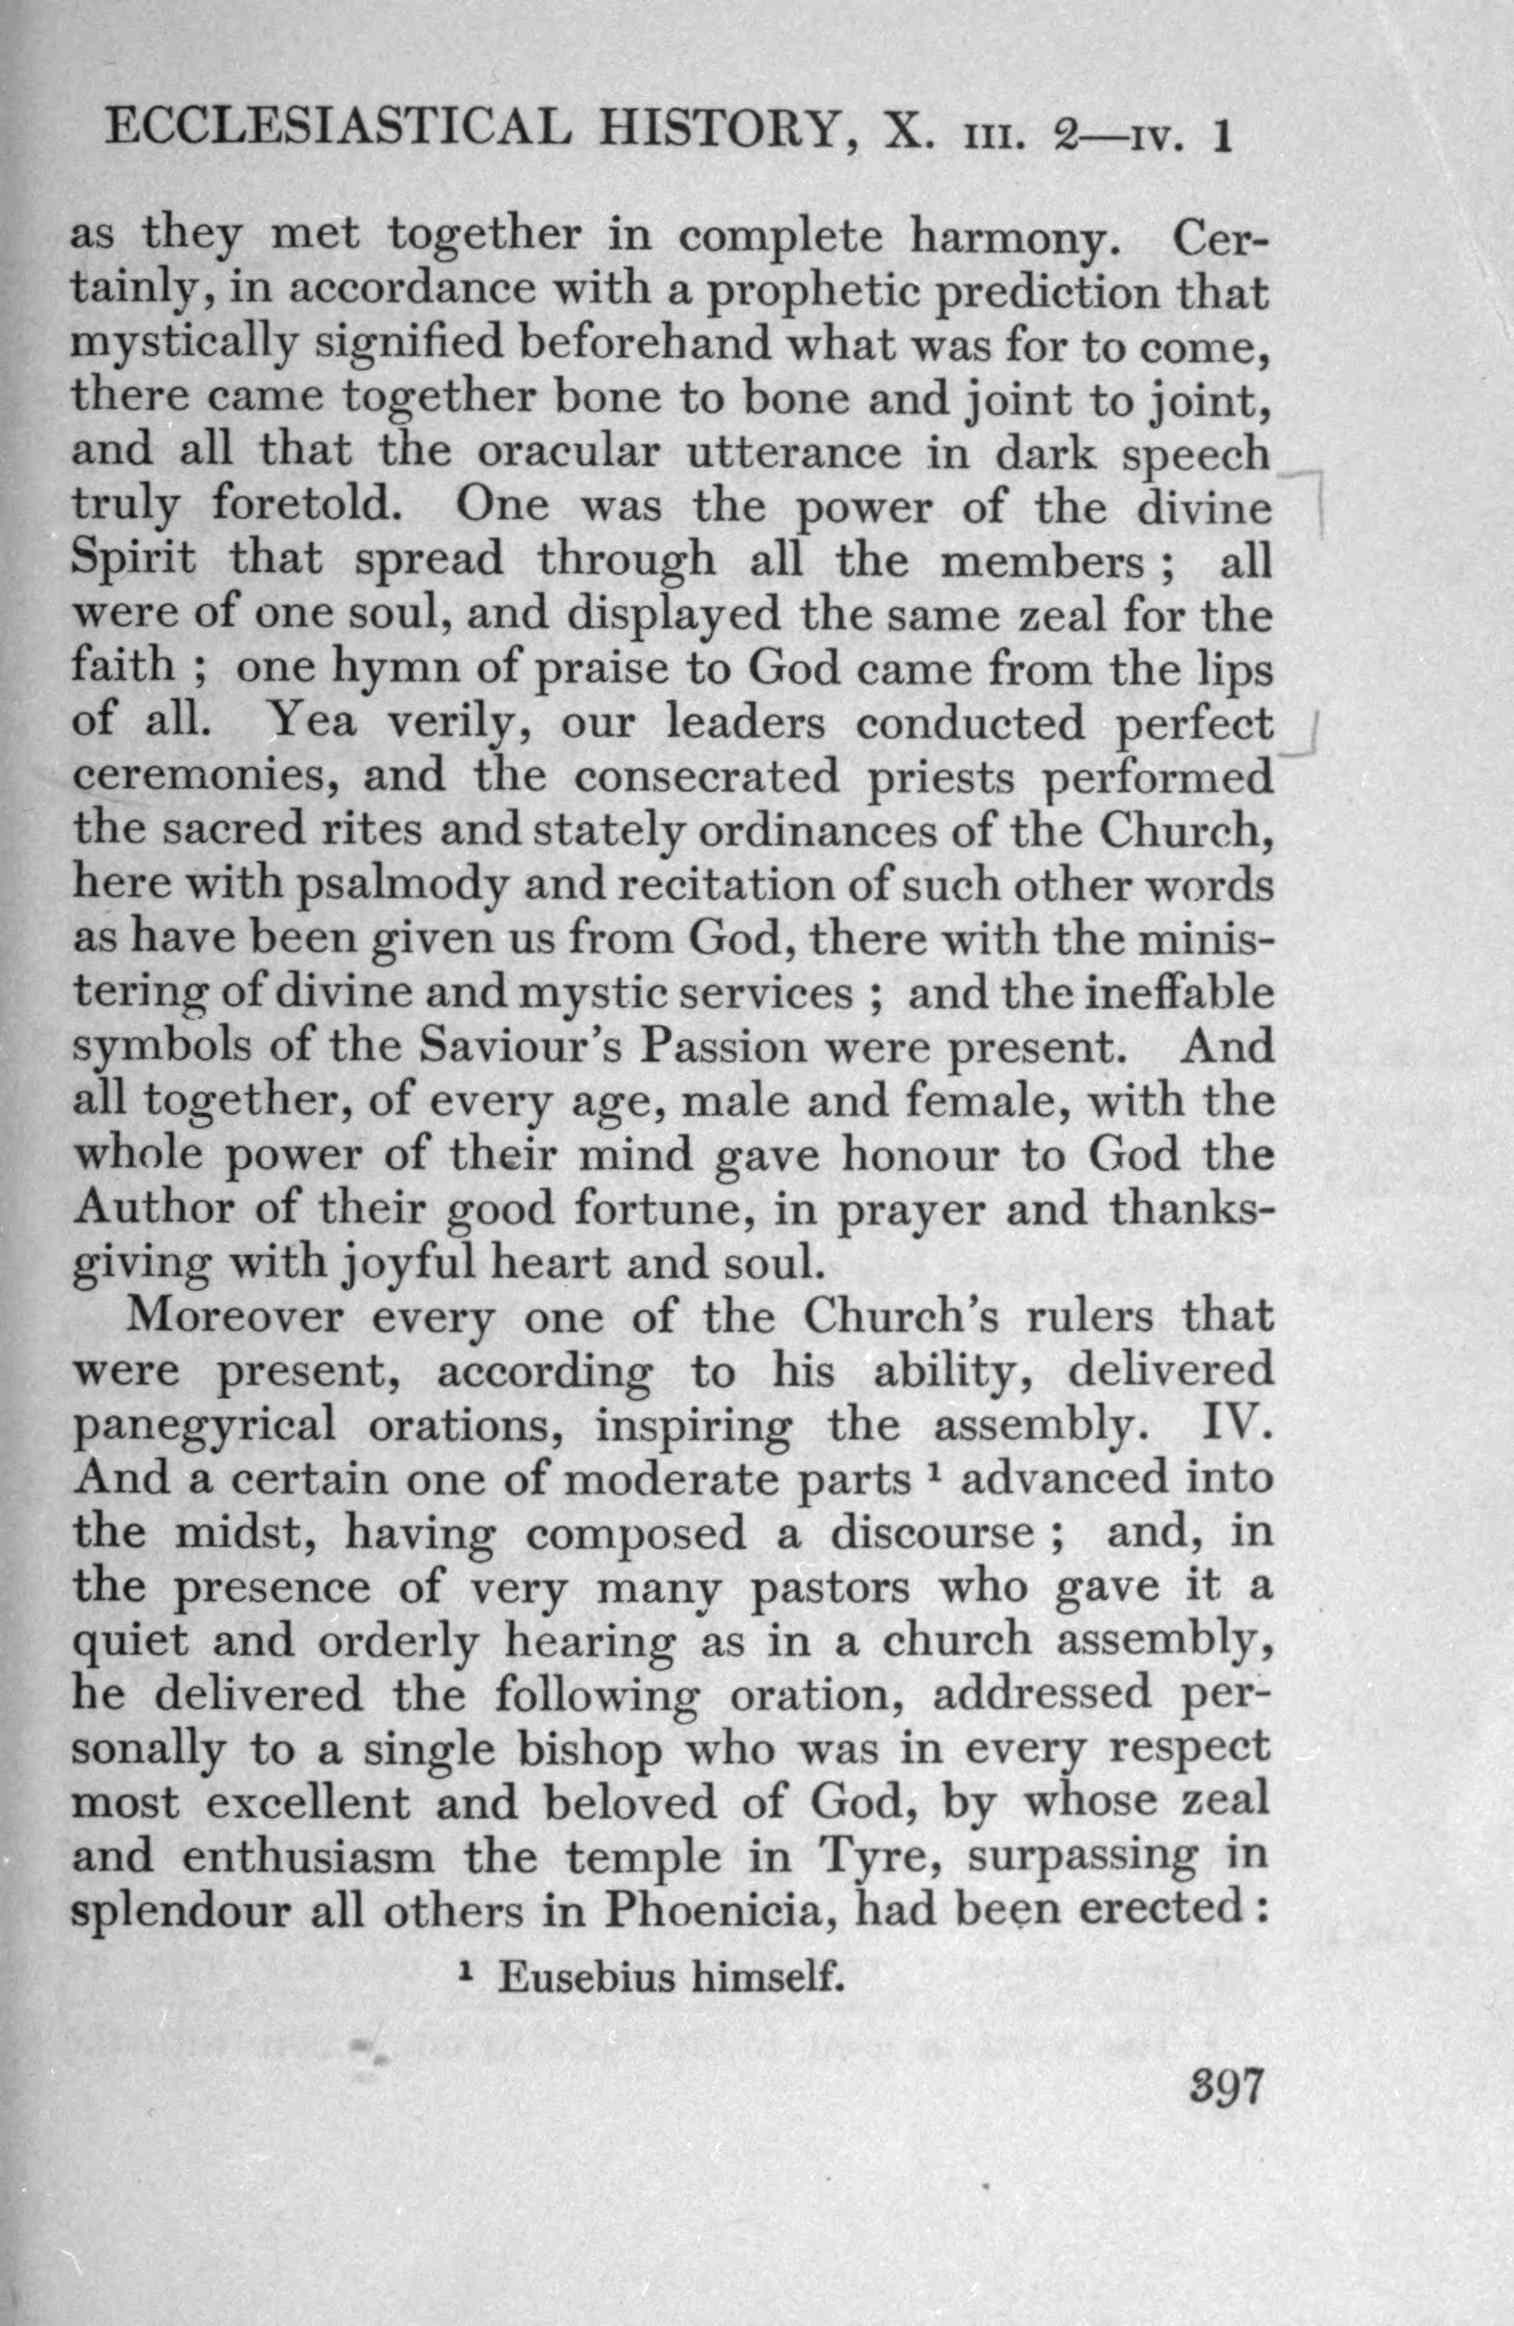 ECCLESIASTICAL HISTORY, X. III. 2—IV. 1
as they met together in complete harmony. Cer-
tainly, in accordance with a prophetic prediction that
mystically signified beforehand what was for to come,
there came together bone to bone and joint to joint,
and all that the oracular utterance in dark speech
truly foretold. One was the power of the divine
Spirit that spread through all the members ; all
were of one soul, and displayed the same zeal for the
faith ; one hymn of praise to God came from the lips
of all. Yea verily, our leaders conducted perfect
ceremonies, and the consecrated priests performed
the sacred rites and stately ordinances of the Church,
here with psalmody and recitation of such other words
as have been given us from God, there with the minis-
tering of divine and mystic services ; and the ineffable
symbols of the Saviour's Passion were present. And
all together, of every age, male and female, with the
whole power of their mind gave honour to God the
Author of their good fortune, in prayer and thanks-
giving with joyful heart and soul.
Moreover every one of the Church's rulers that
were present, according to his ability, delivered
panegyrical orations, inspiring the assembly. IV.
And a certain one of moderate parts ¹ advanced into
the midst, having composed a discourse ; and, in
the presence of very many pastors who gave it a
quiet and orderly hearing as in a church assembly,
he delivered the following oration, addressed per-
sonally to a single bishop who was in every respect
most excellent and beloved of God, by whose zeal
and enthusiasm the temple in Tyre, surpassing in
splendour all others in Phoenicia, had been erected :
¹ Eusebius himself.
397